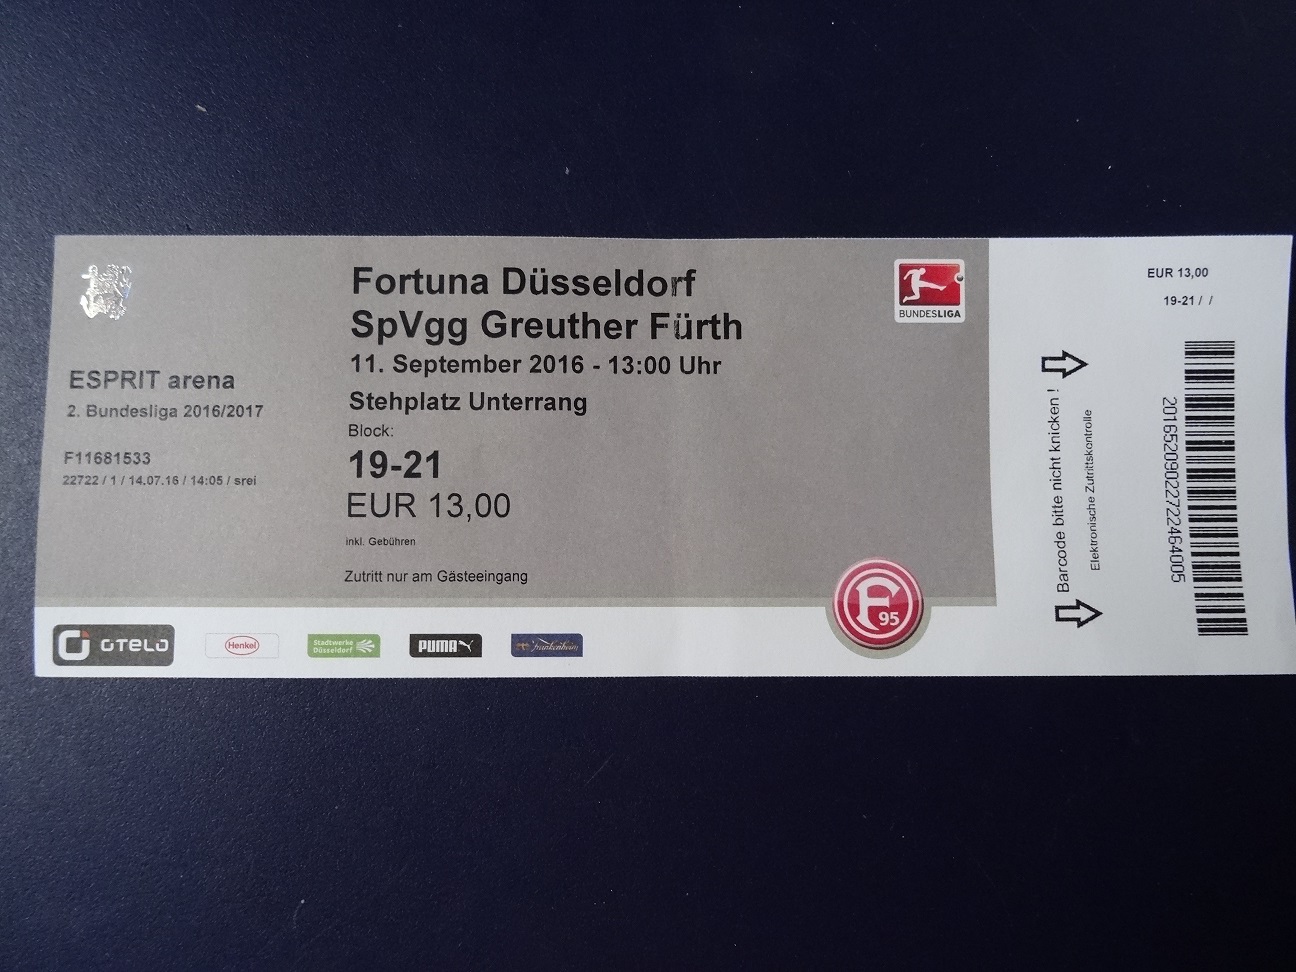 Fortuna Düsseldorf
SpVgg Greuther Fürth
11. September 2016 - 13:00 Uhr
Stehplatz Unterrang
Block:
19-21
EUR 13,00
inkl. Gebühren
Zutritt nur am Gästeeingang
ESPRIT arena
2. Bundesliga 2016/2017
F11681533
22722 / 1 / 14.07.16 / 14:05 / srei
BUNDESLIGA
F 95
OTELO
Henkel
Stadtwerke
Düsseldorf
PUMA
Frankenheim
EUR 13,00
19-21 / /
Barcode bitte nicht knicken !
Elektronische Zutrittskontrolle
2016520902272246​4005